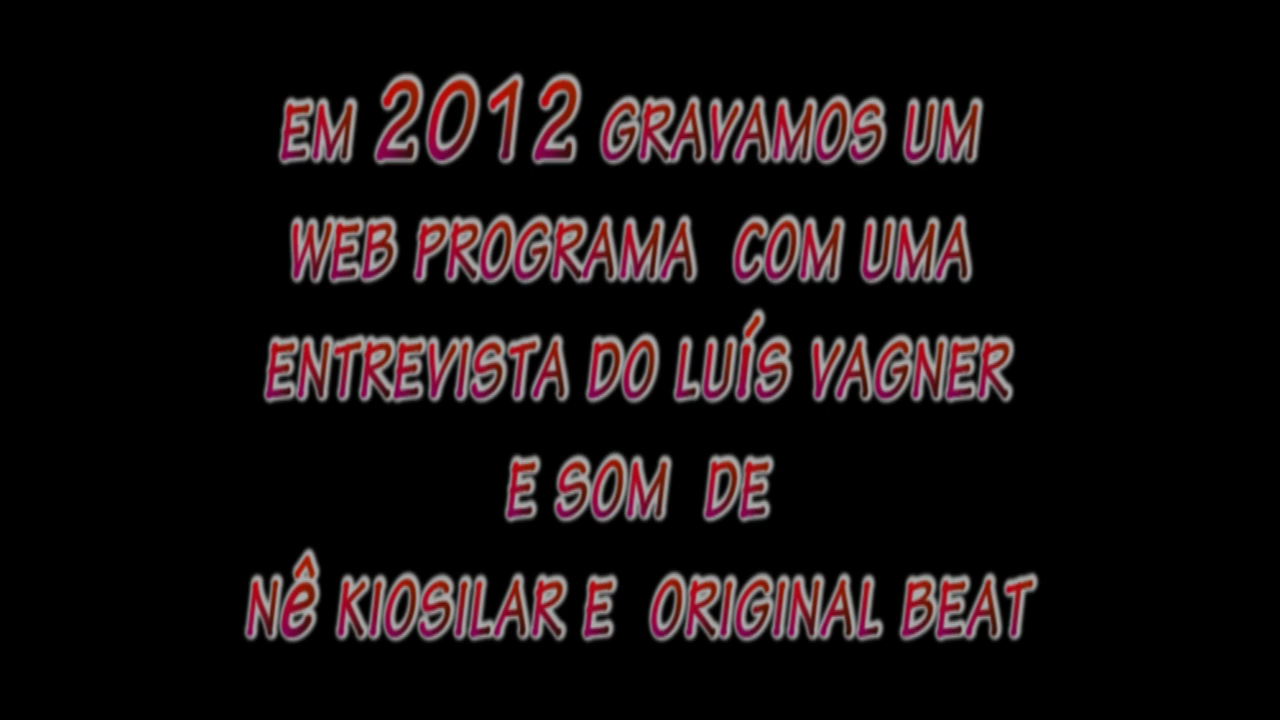 EM 2012 GRAVAMOS UM
WEB PROGRAMA COM UMA
ENTREVISTA DO LUÍS VAGNER
E SOM DE
Nê KIOSILAR E ORIGINAL BEAT